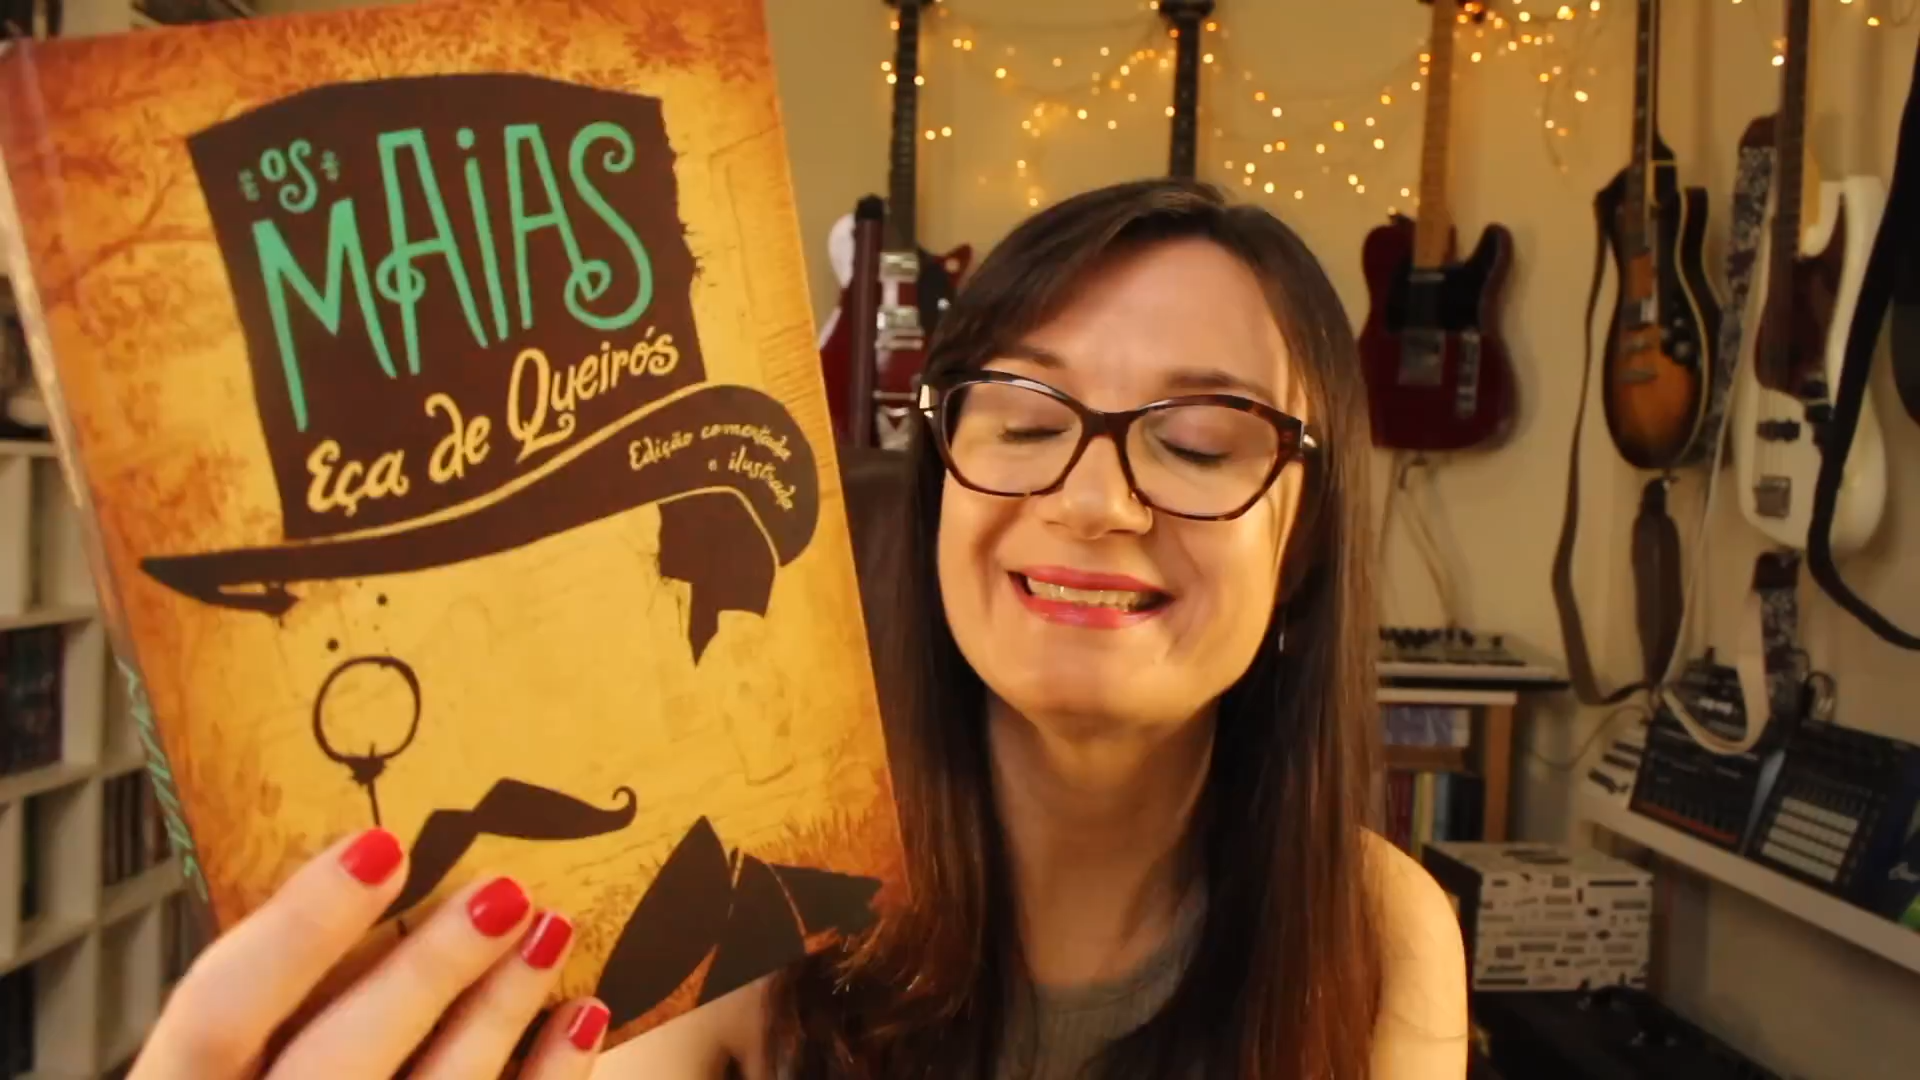 OS
MAIAS
Eça de Queirós
Edição comentada
e ilustrada